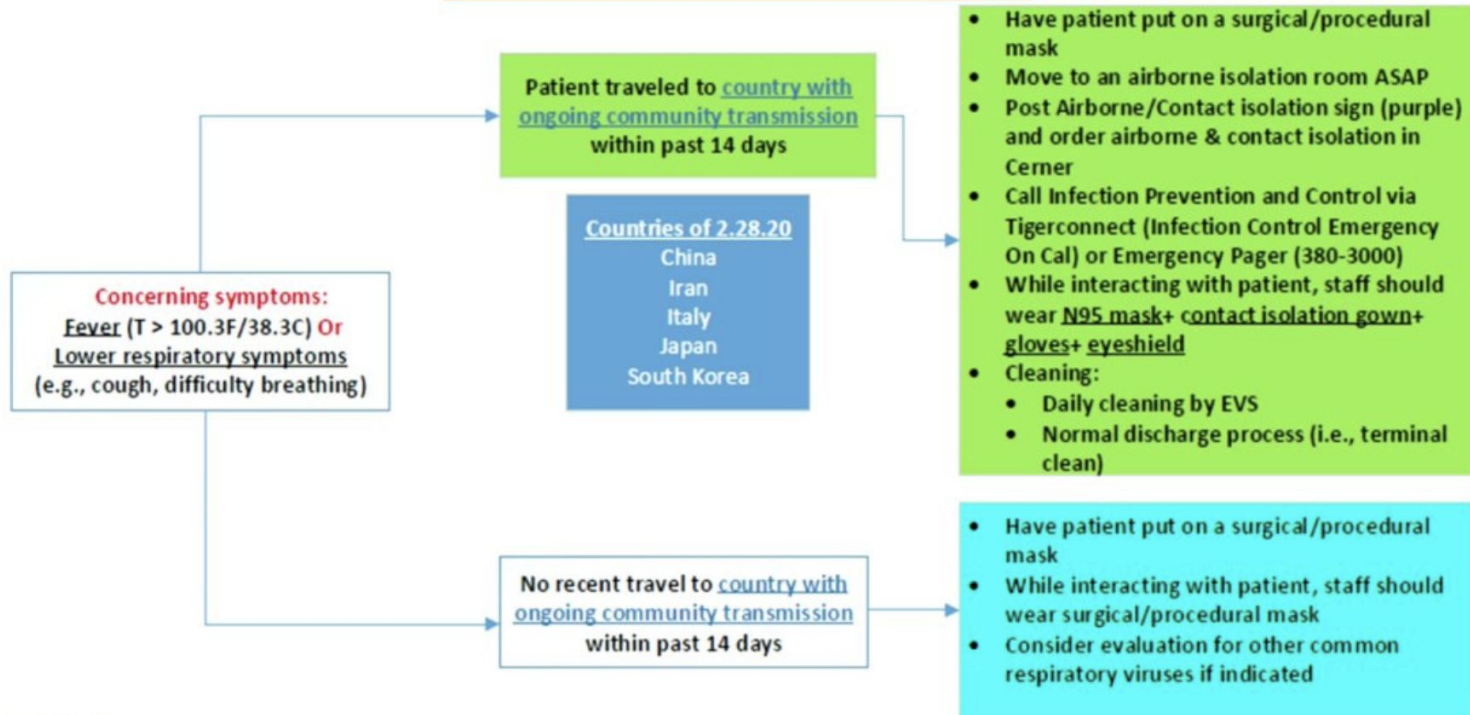 Concerning symptoms:
Fever (T > 100.3F/38.3C) Or
Lower respiratory symptoms
(e.g., cough, difficulty breathing)
Patient traveled to country with
ongoing community transmission
within past 14 days
Countries of 2.28.20
China
Iran
Italy
Japan
South Korea
No recent travel to country with
ongoing community transmission
within past 14 days
• Have patient put on a surgical/procedural
mask
• Move to an airborne isolation room ASAP
• Post Airborne/Contact isolation sign (purple)
and order airborne & contact isolation in
Cerner
• Call Infection Prevention and Control via
Tigerconnect (Infection Control Emergency
On Cal) or Emergency Pager (380-3000)
• While interacting with patient, staff should
wear N95 mask+ contact isolation gown+
gloves+ eyeshield
• Cleaning:
• Daily cleaning by EVS
• Normal discharge process (i.e., terminal
clean)
• Have patient put on a surgical/procedural
mask
• While interacting with patient, staff should
wear surgical/procedural mask
• Consider evaluation for other common
respiratory viruses if indicated